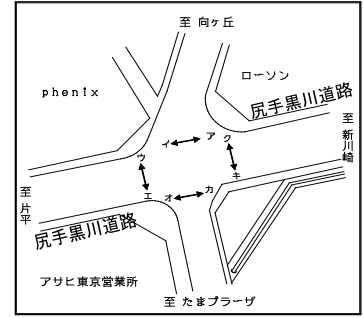 至 向ヶ丘
phenix
ローソン
尻手黒川道路
至 新川崎
イ
ア
ク
ウ
キ
エ
オ
カ
至 片平
尻手黒川道路
アサヒ東京営業所
至 たまプラーザ